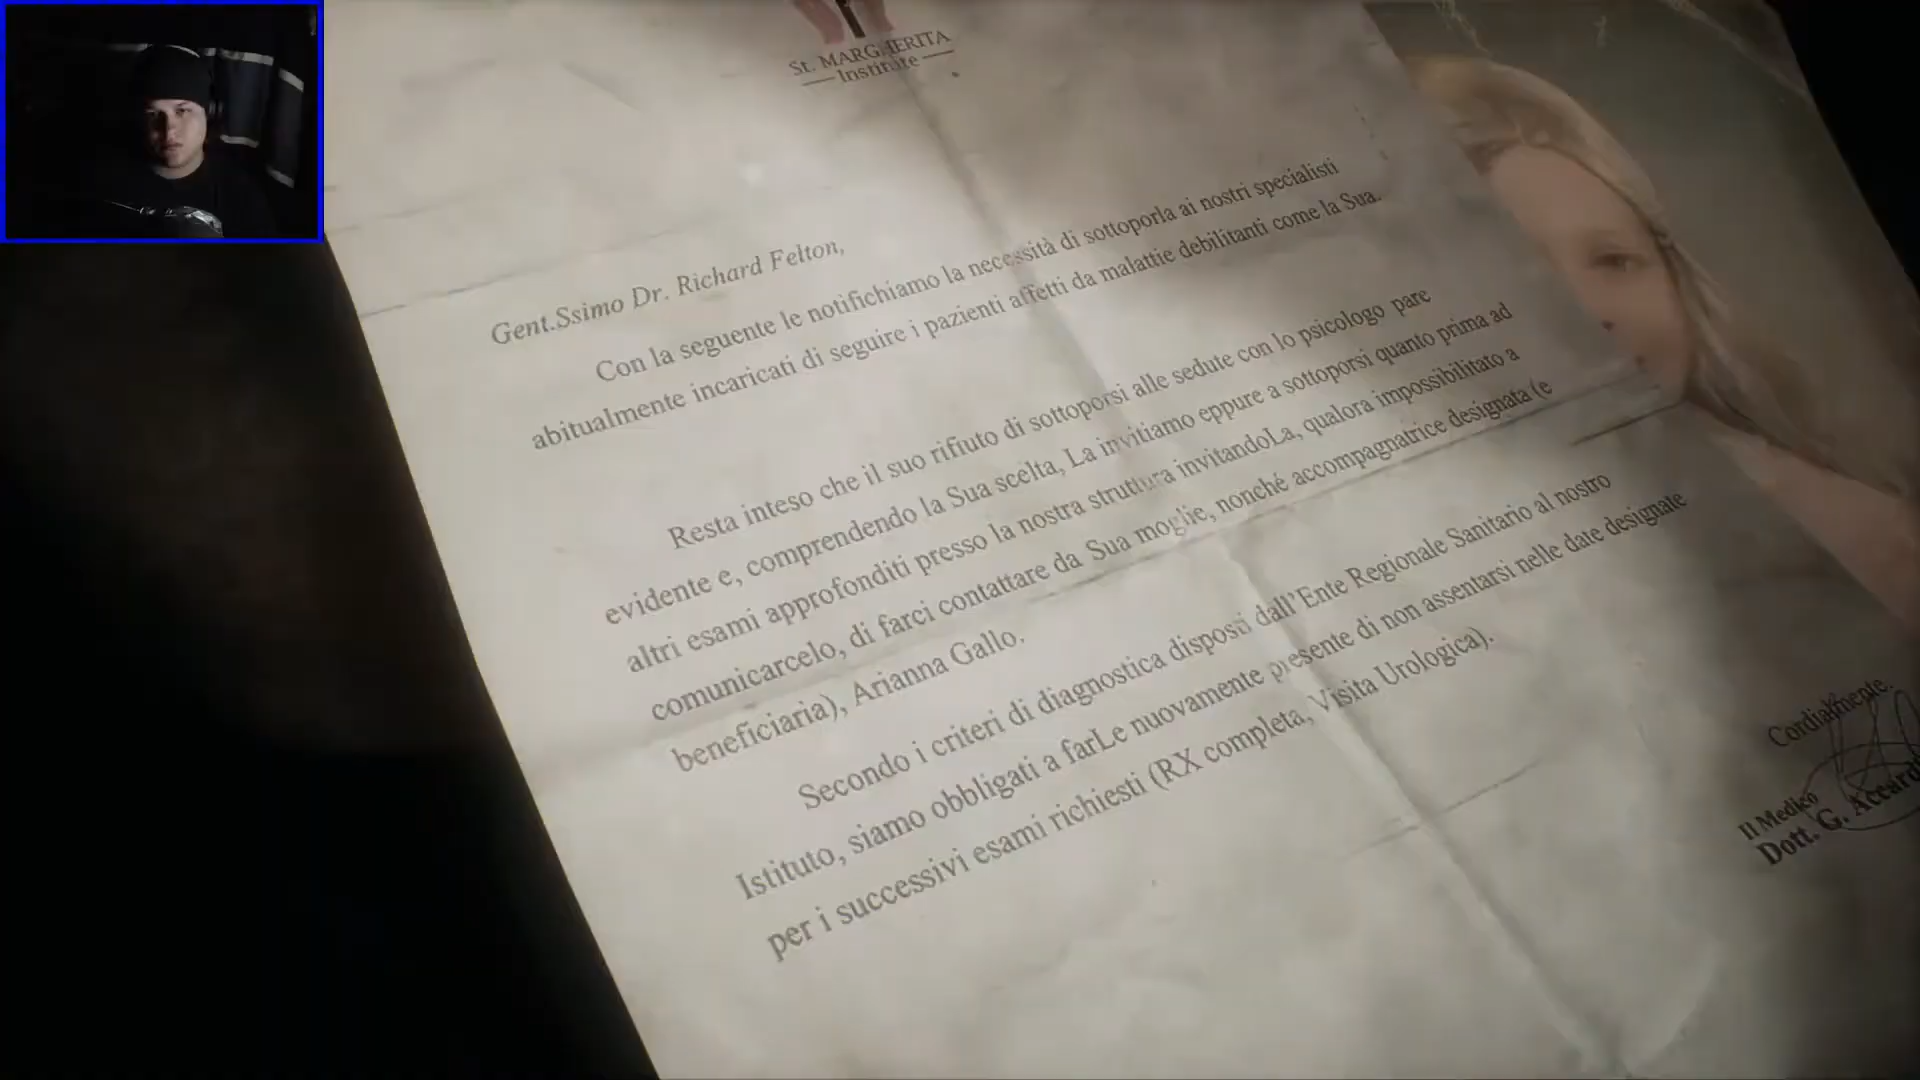 St. MARGHERITA
Institute
Gent.Ssimo Dr. Richard Felton,
Con la seguente le notifichiamo la necessità di sottoporla ai nostri specialisti
abitualmente incaricati di seguire i pazienti affetti da malattie debilitanti come la Sua.
Resta inteso che il suo rifiuto di sottoporsi alle sedute con lo psicologo pare
evidente e, comprendendo la Sua scelta, La invitiamo eppure a sottoporsi quanto prima ad
altri esami approfonditi presso la nostra struttura invitandoLa, qualora impossibilitato a
comunicarcelo, di farci contattare da Sua moglie, nonché accompagnatrice designata (e
beneficiaria), Arianna Gallo.
Secondo i criteri di diagnostica disposti dall'Ente Regionale Sanitario al nostro
Istituto, siamo obbligati a farLe nuovamente presente di non assentarsi nelle date designate
per i successivi esami richiesti (RX completa, Visita Urologica).
Cordialmente.
Il Medico
Dott. G. Accardi